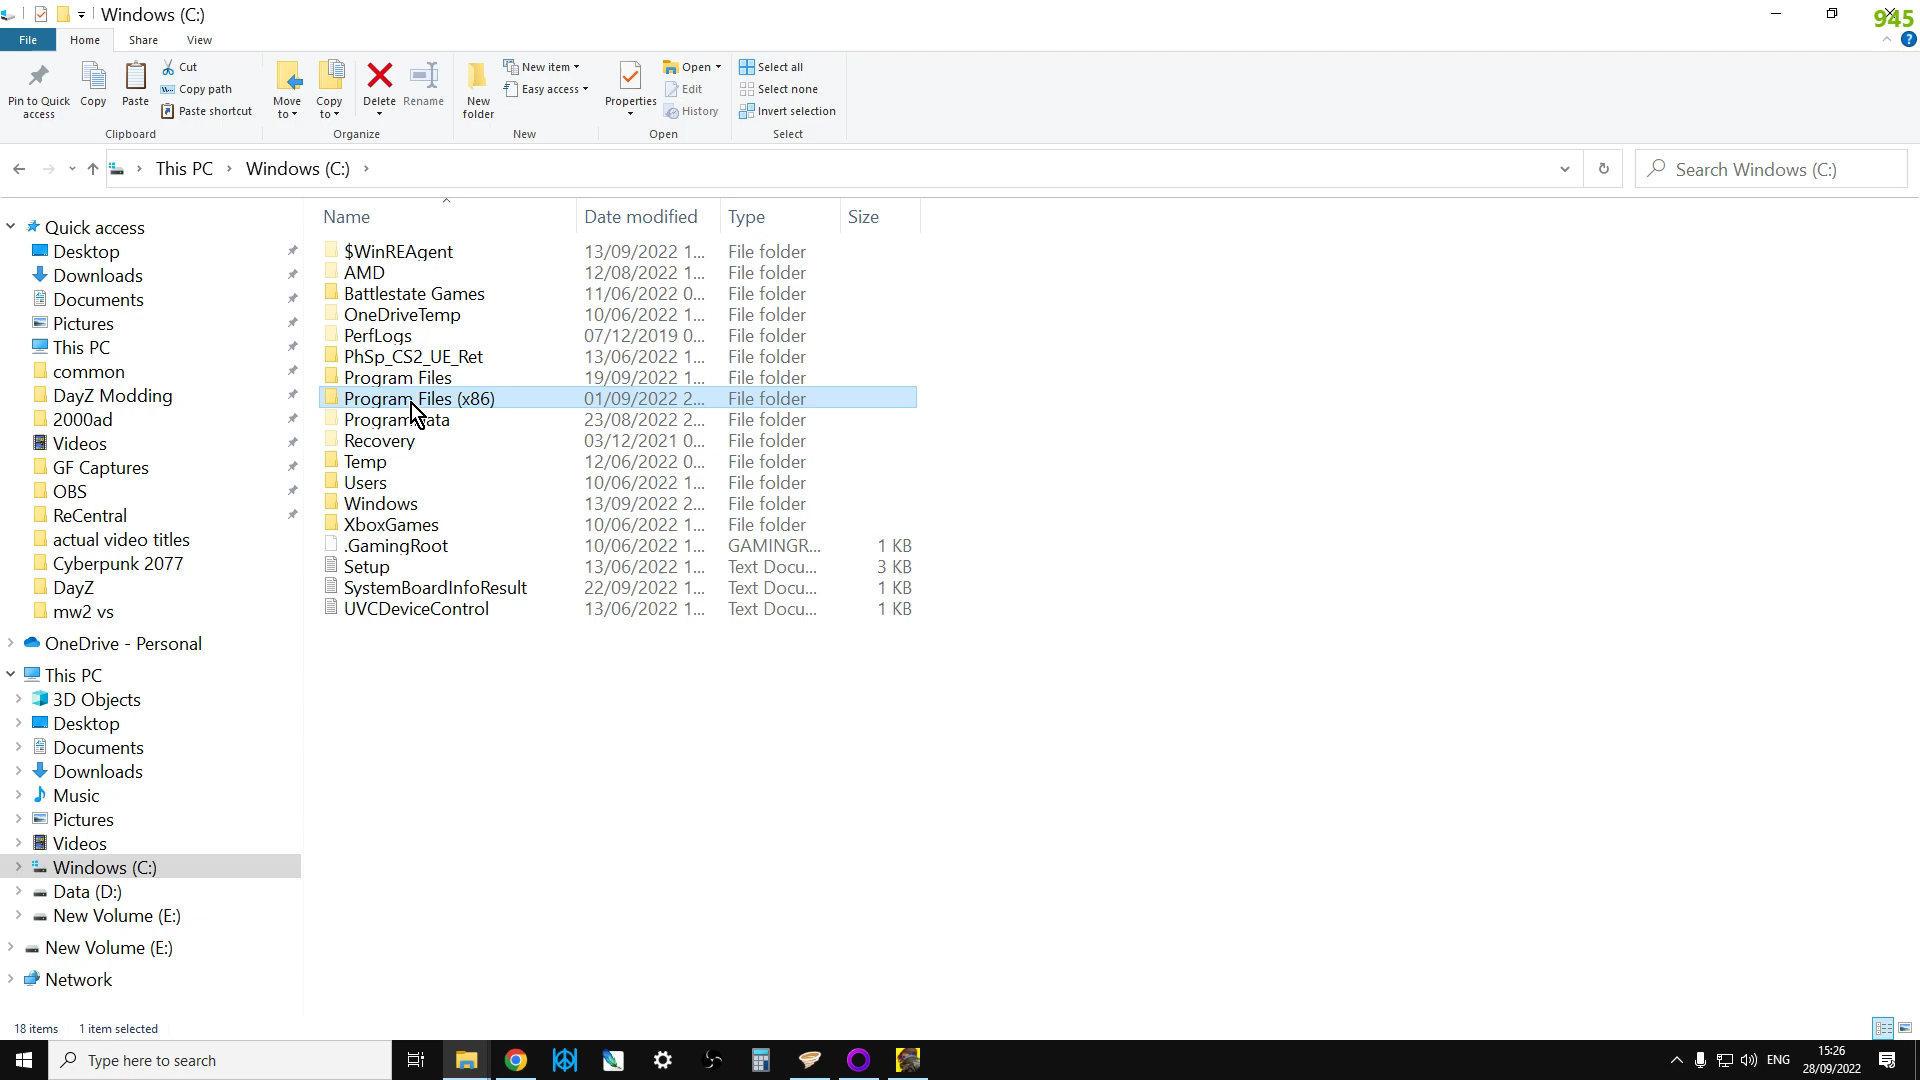 Windows (C:)
945
File Home Share View
Pin to Quick access
Copy
Paste
Cut
Copy path
Paste shortcut
Clipboard
Move to
Copy to
Delete
Rename
Organize
New folder
New item
Easy access
New
Properties
Open
Edit
History
Open
Select all
Select none
Invert selection
Select
This PC › Windows (C:) ›
Search Windows (C:)
Name Date modified Type Size
Quick access
Desktop
Downloads
Documents
Pictures
This PC
common
DayZ Modding
2000ad
Videos
GF Captures
OBS
ReCentral
actual video titles
Cyberpunk 2077
DayZ
mw2 vs
OneDrive - Personal
This PC
3D Objects
Desktop
Documents
Downloads
Music
Pictures
Videos
Windows (C:)
Data (D:)
New Volume (E:)
New Volume (E:)
Network
$WinREAgent 13/09/2022 1... File folder
AMD 12/08/2022 1... File folder
Battlestate Games 11/06/2022 0... File folder
OneDriveTemp 10/06/2022 1... File folder
PerfLogs 07/12/2019 0... File folder
PhSp_CS2_UE_Ret 13/06/2022 1... File folder
Program Files 19/09/2022 1... File folder
Program Files (x86) 01/09/2022 2... File folder
ProgramData 23/08/2022 2... File folder
Recovery 03/12/2021 0... File folder
Temp 12/06/2022 0... File folder
Users 10/06/2022 1... File folder
Windows 13/09/2022 2... File folder
XboxGames 10/06/2022 1... File folder
.GamingRoot 10/06/2022 1... GAMINGR... 1 KB
Setup 13/06/2022 1... Text Docu... 3 KB
SystemBoardInfoResult 22/09/2022 1... Text Docu... 1 KB
UVCDeviceControl 13/06/2022 1... Text Docu... 1 KB
18 items 1 item selected
Type here to search
ENG
15:26
28/09/2022